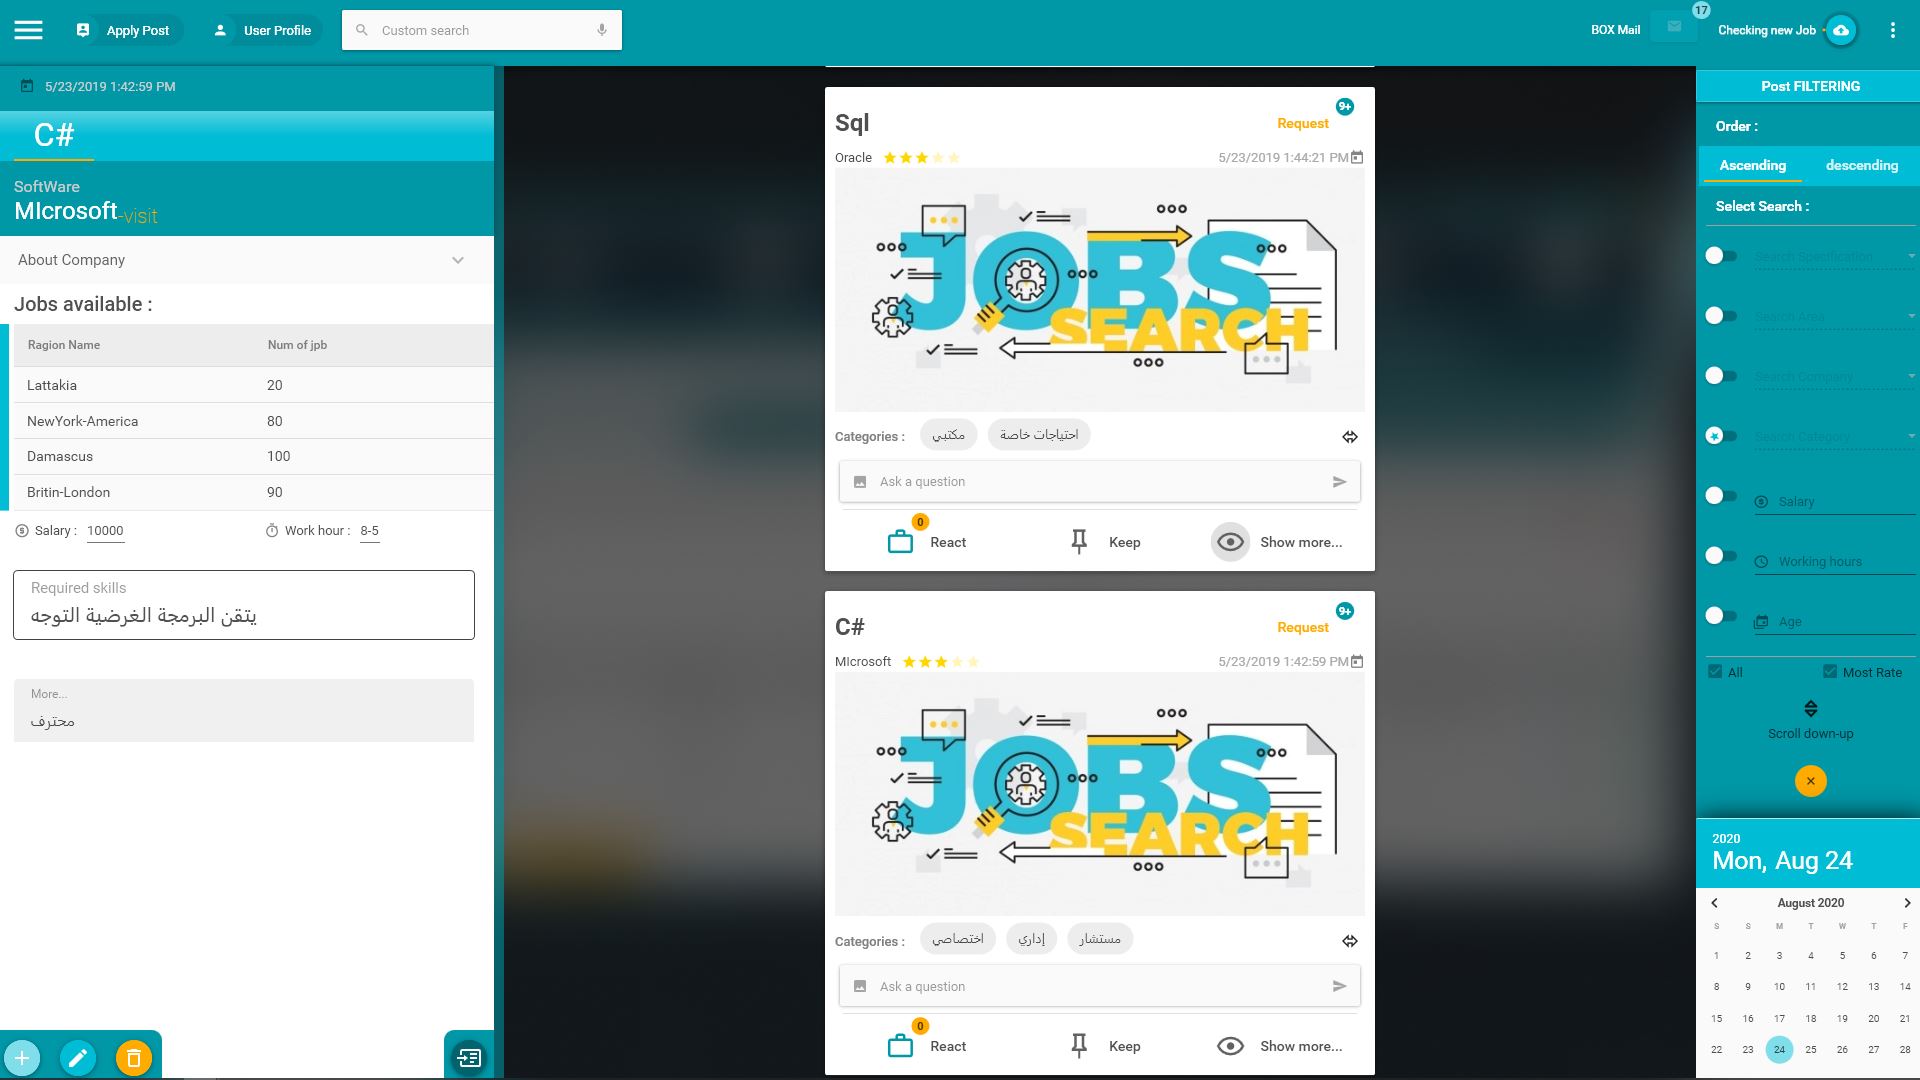 Apply Post
User Profile
Custom search
BOX Mail
17
Checking new Job
5/23/2019 1:42:59 PM
C#
SoftWare
MIcrosoft-visit
About Company
Jobs available :
Ragion Name Num of jpb
Lattakia 20
NewYork-America 80
Damascus 100
Britin-London 90
Salary : 10000 Work hour : 8-5
Required skills
يتقن البرمجة الغرضية التوجه
More...
محترف
Sql
9+
Request
Oracle
5/23/2019 1:44:21 PM
JOBS
SEARCH
Categories : مكتبي احتياجات خاصة
Ask a question
0
React Keep Show more...
C#
9+
Request
MIcrosoft
5/23/2019 1:42:59 PM
JOBS
SEARCH
Categories : اختصاصي إداري مستشار
Ask a question
0
React Keep Show more...
Post FILTERING
Order :
Ascending descending
Select Search :
Search Specification
Search Area
Search Company
Search Category
Salary
Working hours
Age
All Most Rate
Scroll down-up
2020
Mon, Aug 24
August 2020
S S M T W T F
1 2 3 4 5 6 7
8 9 10 11 12 13 14
15 16 17 18 19 20 21
22 23 24 25 26 27 28